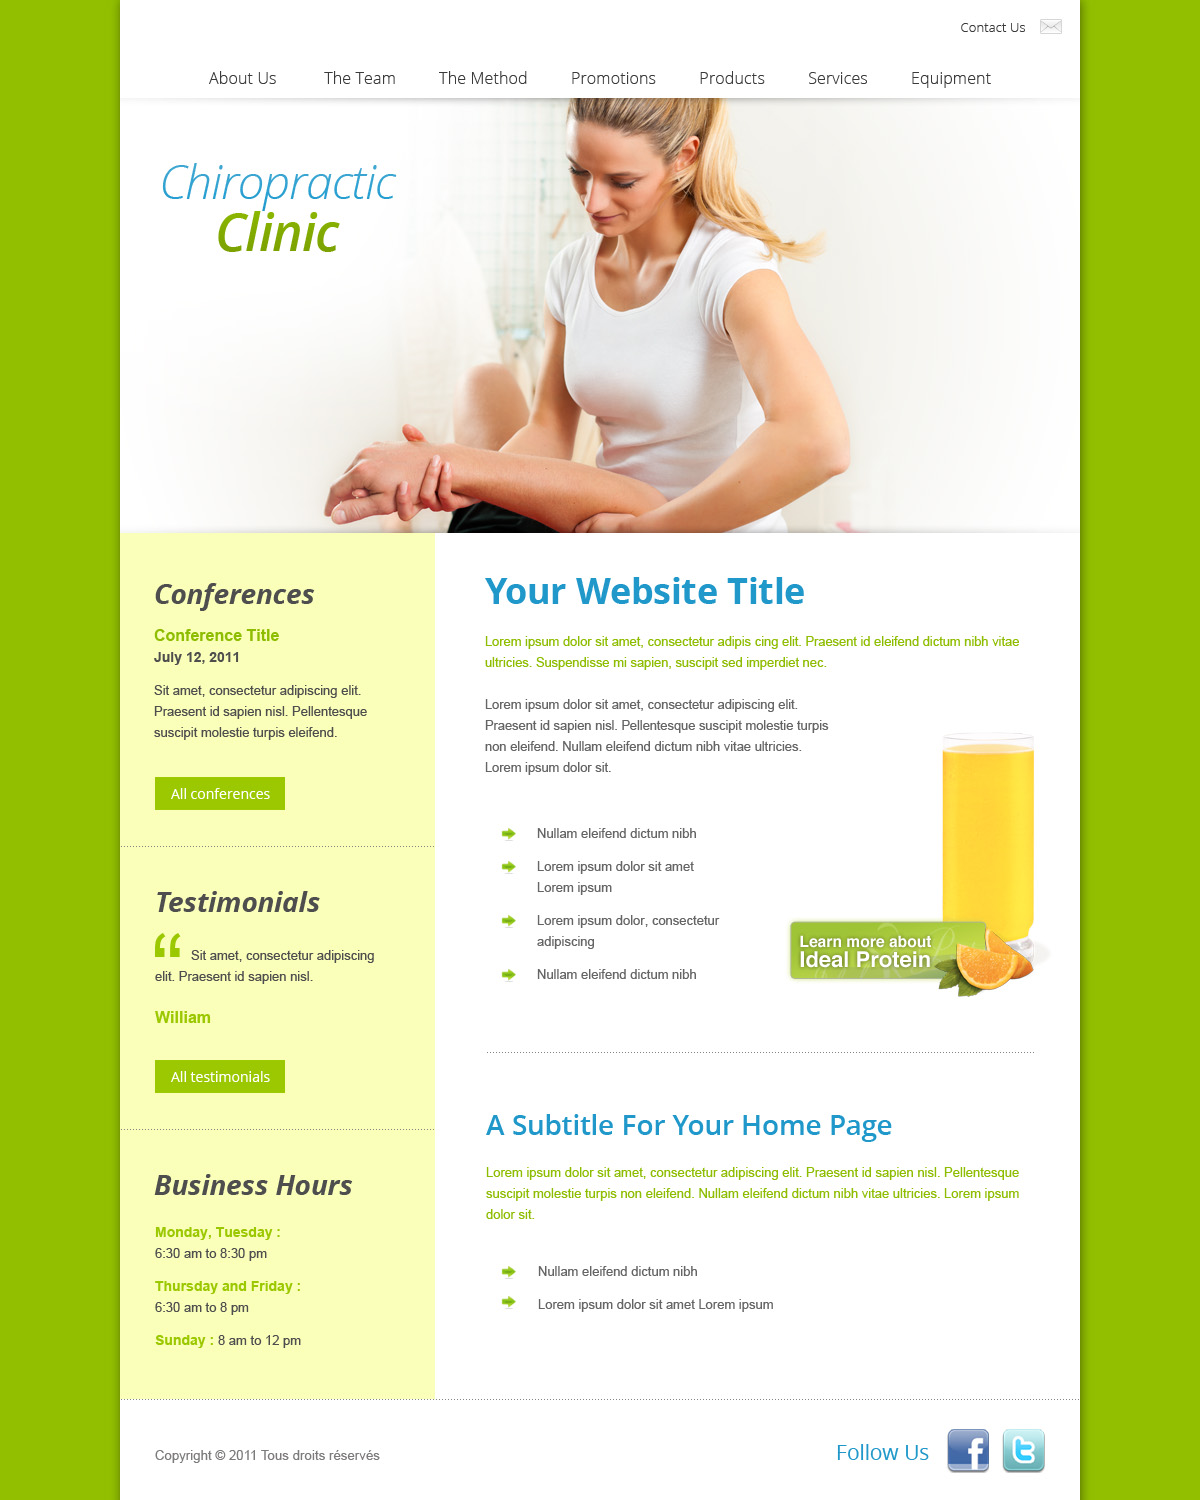 Contact Us
About Us The Team The Method Promotions Products Services Equipment
Chiropractic
Clinic
Conferences
Conference Title
July 12, 2011
Sit amet, consectetur adipiscing elit.
Praesent id sapien nisl. Pellentesque
suscipit molestie turpis eleifend.
All conferences
Testimonials
“ Sit amet, consectetur adipiscing
elit. Praesent id sapien nisl.
William
All testimonials
Business Hours
Monday, Tuesday :
6:30 am to 8:30 pm
Thursday and Friday :
6:30 am to 8 pm
Sunday : 8 am to 12 pm
Your Website Title
Lorem ipsum dolor sit amet, consectetur adipis cing elit. Praesent id eleifend dictum nibh vitae
ultricies. Suspendisse mi sapien, suscipit sed imperdiet nec.
Lorem ipsum dolor sit amet, consectetur adipiscing elit.
Praesent id sapien nisl. Pellentesque suscipit molestie turpis
non eleifend. Nullam eleifend dictum nibh vitae ultricies.
Lorem ipsum dolor sit.
Nullam eleifend dictum nibh
Lorem ipsum dolor sit amet
Lorem ipsum
Lorem ipsum dolor, consectetur
adipiscing
Nullam eleifend dictum nibh
Learn more about
Ideal Protein
A Subtitle For Your Home Page
Lorem ipsum dolor sit amet, consectetur adipiscing elit. Praesent id sapien nisl. Pellentesque
suscipit molestie turpis non eleifend. Nullam eleifend dictum nibh vitae ultricies. Lorem ipsum
dolor sit.
Nullam eleifend dictum nibh
Lorem ipsum dolor sit amet Lorem ipsum
Copyright © 2011 Tous droits réservés
Follow Us f t